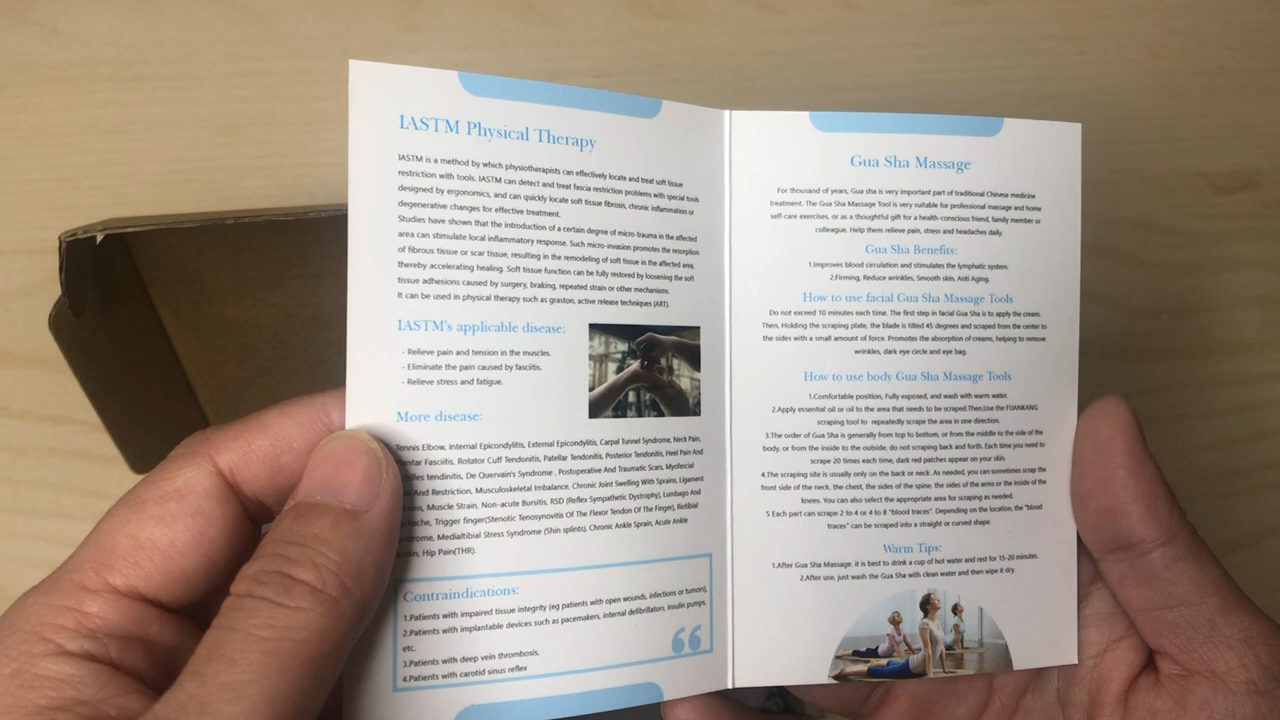 IASTM Physical Therapy
IASTM is a method by which physiotherapists can effectively locate and treat soft tissue
restriction with tools. IASTM can detect and treat fascia restriction problems with special tools
designed by ergonomics, and can quickly locate soft tissue fibrosis, chronic inflammation or
degenerative changes for effective treatment.
Studies have shown that the introduction of a certain degree of micro-trauma in the affected
area can stimulate local inflammatory response. Such micro-invasion promotes the resorption
of fibrous tissue or scar tissue, resulting in the remodeling of soft tissue in the affected area,
thereby accelerating healing. Soft tissue function can be fully restored by loosening the soft
tissue adhesions caused by surgery, braking, repeated strain or other mechanisms.
It can be used in physical therapy such as graston, active release techniques (ART).
IASTM's applicable disease:
- Relieve pain and tension in the muscles.
- Eliminate the pain caused by fasciitis.
- Relieve stress and fatigue.
More disease:
Tennis Elbow, Internal Epicondylitis, External Epicondylitis, Carpal Tunnel Syndrome, Neck Pain,
Plantar Fasciitis, Rotator Cuff Tendonitis, Patellar Tendonitis, Posterior Tendonitis, Heel Pain And
tendinitis, De Quervain's Syndrome , Postoperative And Traumatic Scars, Myofascial
And Restriction, Musculoskeletal Imbalance, Chronic Joint Swelling With Sprains, Ligament
Muscle Strain, Non-acute Bursitis, RSD (Reflex Sympathetic Dystrophy), Lumbago And
Trigger finger(Stenotic Tenosynovitis Of The Flexor Tendon Of The Finger), Iliotibial
Medialtibial Stress Syndrome (Shin splints), Chronic Ankle Sprain, Acute Ankle
Hip Pain(THR).
Contraindications:
1.Patients with impaired tissue integrity (eg patients with open wounds, infections or tumors),
2.Patients with implantable devices such as pacemakers, internal defibrillators, insulin pumps,
etc.
3.Patients with deep vein thrombosis,
4.Patients with carotid sinus reflex
Gua Sha Massage
For thousand of years, Gua sha is very important part of traditional Chinese medicine
treatment. The Gua Sha Massage Tool is very suitable for professional massage and home
self-care exercises, or as a thoughtful gift for a health-conscious friend, family member or
colleague. Help them relieve pain, stress and headaches daily.
Gua Sha Benefits:
1.Improves blood circulation and stimulates the lymphatic system.
2.Firming, Reduce wrinkles, Smooth skin, Anti Aging.
How to use facial Gua Sha Massage Tools
Do not exceed 10 minutes each time. The first step in facial Gua Sha is to apply the cream.
Then, Holding the scraping plate, the blade is tilted 45 degrees and scraped from the center to
the sides with a small amount of force. Promotes the absorption of creams, helping to remove
wrinkles, dark eye circle and eye bag.
How to use body Gua Sha Massage Tools
1.Comfortable position, Fully exposed, and wash with warm water.
2.Apply essential oil or oil to the area that needs to be scraped.Then,Use the FUANKANG
scraping tool to repeatedly scrape the area in one direction.
3.The order of Gua Sha is generally from top to bottom, or from the middle to the side of the
body, or from the inside to the outside, do not scraping back and forth. Each time you need to
scrape 20 times each time, dark red patches appear on your skin.
4.The scraping site is usually only on the back or neck. As needed, you can sometimes scrap the
front side of the neck, the chest, the sides of the spine, the sides of the arms or the inside of the
knees. You can also select the appropriate area for scraping as needed.
5 Each part can scrape 2 to 4 or 4 to 8 "blood traces". Depending on the location, the "blood
traces" can be scraped into a straight or curved shape.
Warm Tips:
1.After Gua Sha Massage. it is best to drink a cup of hot water and rest for 15-20 minutes.
2.After use, just wash the Gua Sha with clean water and then wipe it dry.